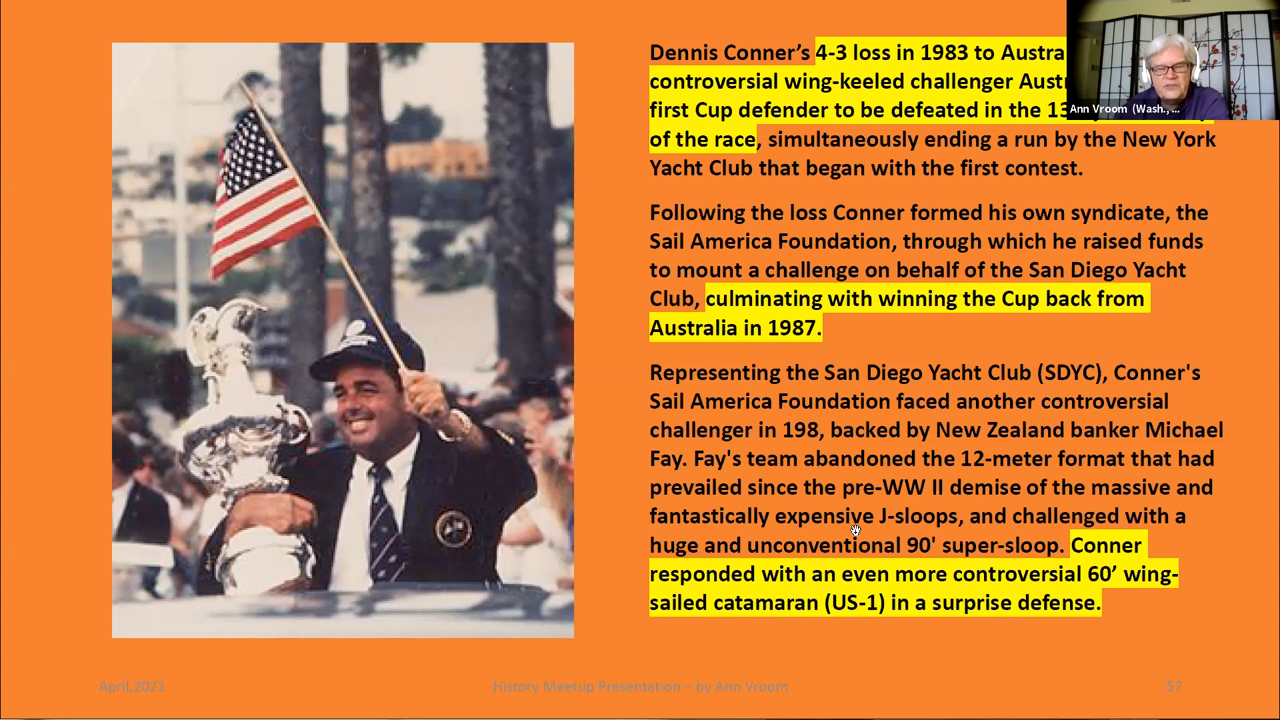 Dennis Conner’s 4-3 loss in 1983 to
controversial wing-keeled challenger
first Cup defender to be defeated in the
of the race, simultaneously ending a run by the New York
Yacht Club that began with the first contest.
Following the loss Conner formed his own syndicate, the
Sail America Foundation, through which he raised funds
to mount a challenge on behalf of the San Diego Yacht
Club, culminating with winning the Cup back from
Australia in 1987.
Representing the San Diego Yacht Club (SDYC), Conner's
Sail America Foundation faced another controversial
challenger in 198, backed by New Zealand banker Michael
Fay. Fay's team abandoned the 12-meter format that had
prevailed since the pre-WW II demise of the massive and
fantastically expensive J-sloops, and challenged with a
huge and unconventional 90' super-sloop. Conner
responded with an even more controversial 60’ wing-
sailed catamaran (US-1) in a surprise defense.
Ann Vroom (Wash., ...
April,2021
History Meetup Presentation – by Ann Vroom
57